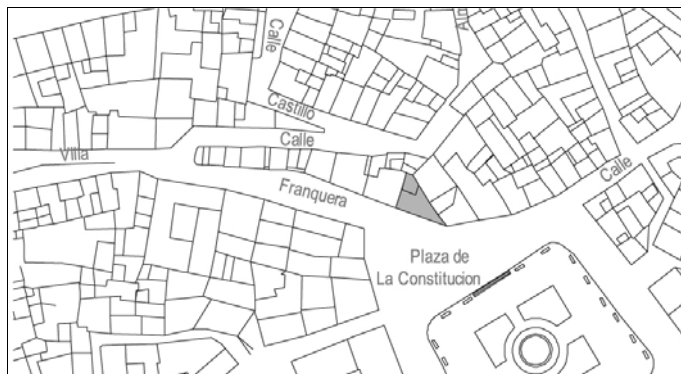 Calle
Castillo
Calle
Villa
Franquera
Calle
Plaza de
La Constitucion